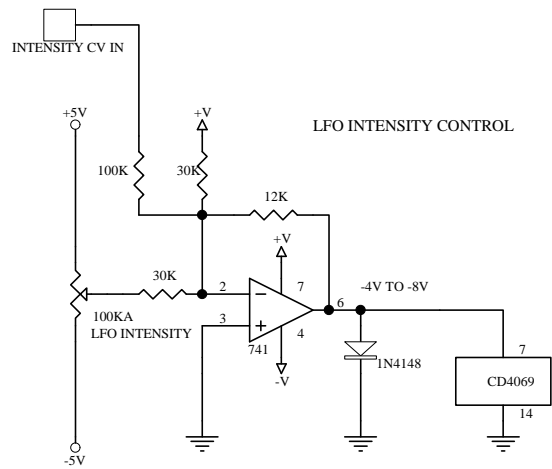 INTENSITY CV IN
+5V
+V
LFO INTENSITY CONTROL
100K
30K
12K
+V
30K
2
7
-4V TO -8V
6
100KA
LFO INTENSITY
3
4
741
1N4148
7
CD4069
14
-V
-5V